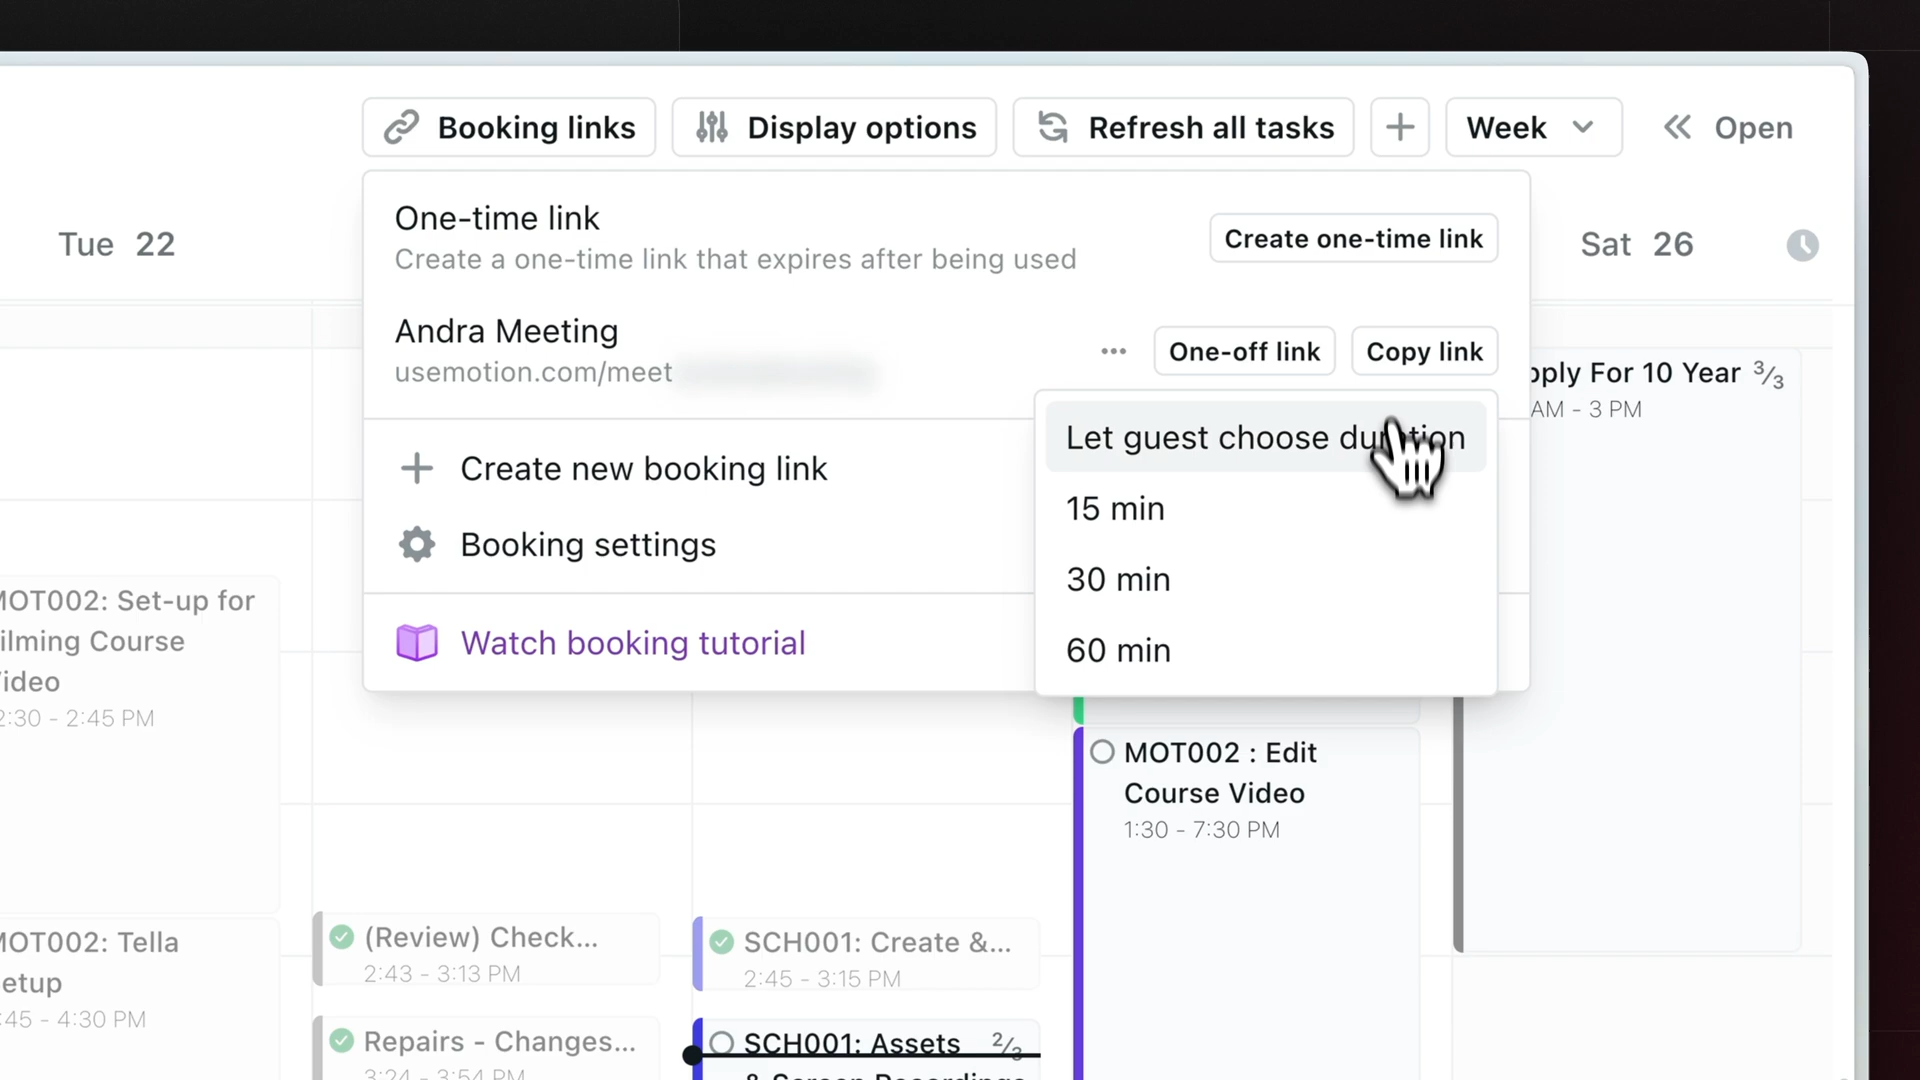 Booking links
Display options
Refresh all tasks
Week
Open
Tue 22
Sat 26
One-time link
Create a one-time link that expires after being used
Create one-time link
Andra Meeting
usemotion.com/meet
One-off link
Copy link
Let guest choose duration
15 min
30 min
60 min
Create new booking link
Booking settings
Watch booking tutorial
pply For 10 Year 3/3
AM - 3 PM
MOT002: Set-up for
ilming Course
ideo
2:30 - 2:45 PM
MOT002: Tella
etup
:45 - 4:30 PM
(Review) Check...
2:43 - 3:13 PM
Repairs - Changes...
3:24 - 3:54 PM
SCH001: Create &...
2:45 - 3:15 PM
SCH001: Assets 2/3
& Screen Recordings
MOT002 : Edit
Course Video
1:30 - 7:30 PM